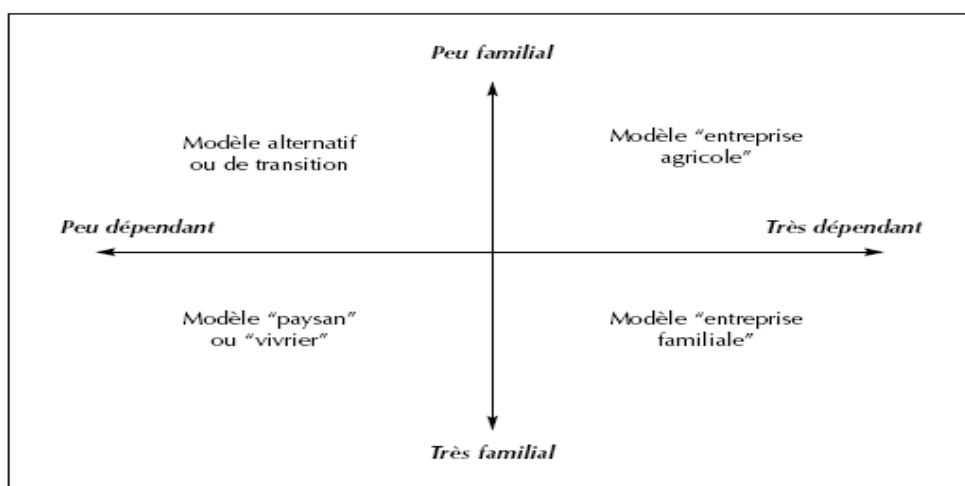 Peu familial
Modèle alternatif
ou de transition
Modèle “entreprise
agricole”
Peu dépendant
Très dépendant
Modèle “paysan”
ou “vivrier”
Modèle “entreprise
familiale”
Très familial